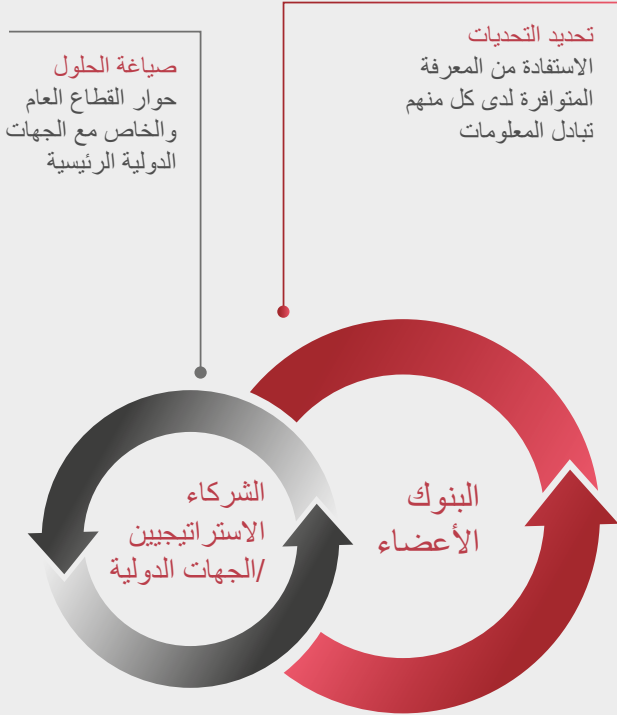 تحديد التحديات
الاستفادة من المعرفة
المتوافرة لدى كل منهم
تبادل المعلومات
صياغة الحلول
حوار القطاع العام
والخاص مع الجهات
الدولية الرئيسية
البنوك
الأعضاء
الشركاء
الاستراتيجيين
/الجهات الدولية